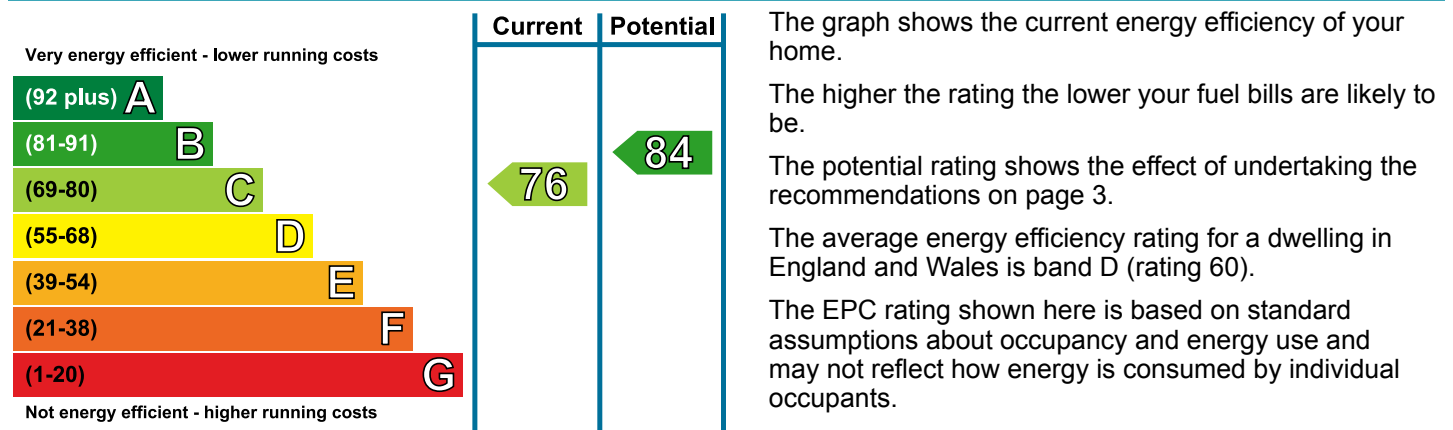 Current Potential
Very energy efficient - lower running costs
(92 plus) A
(81-91) B
(69-80) C
(55-68) D
(39-54) E
(21-38) F
(1-20) G
Not energy efficient - higher running costs
76
84
The graph shows the current energy efficiency of your
home.
The higher the rating the lower your fuel bills are likely to
be.
The potential rating shows the effect of undertaking the
recommendations on page 3.
The average energy efficiency rating for a dwelling in
England and Wales is band D (rating 60).
The EPC rating shown here is based on standard
assumptions about occupancy and energy use and
may not reflect how energy is consumed by individual
occupants.